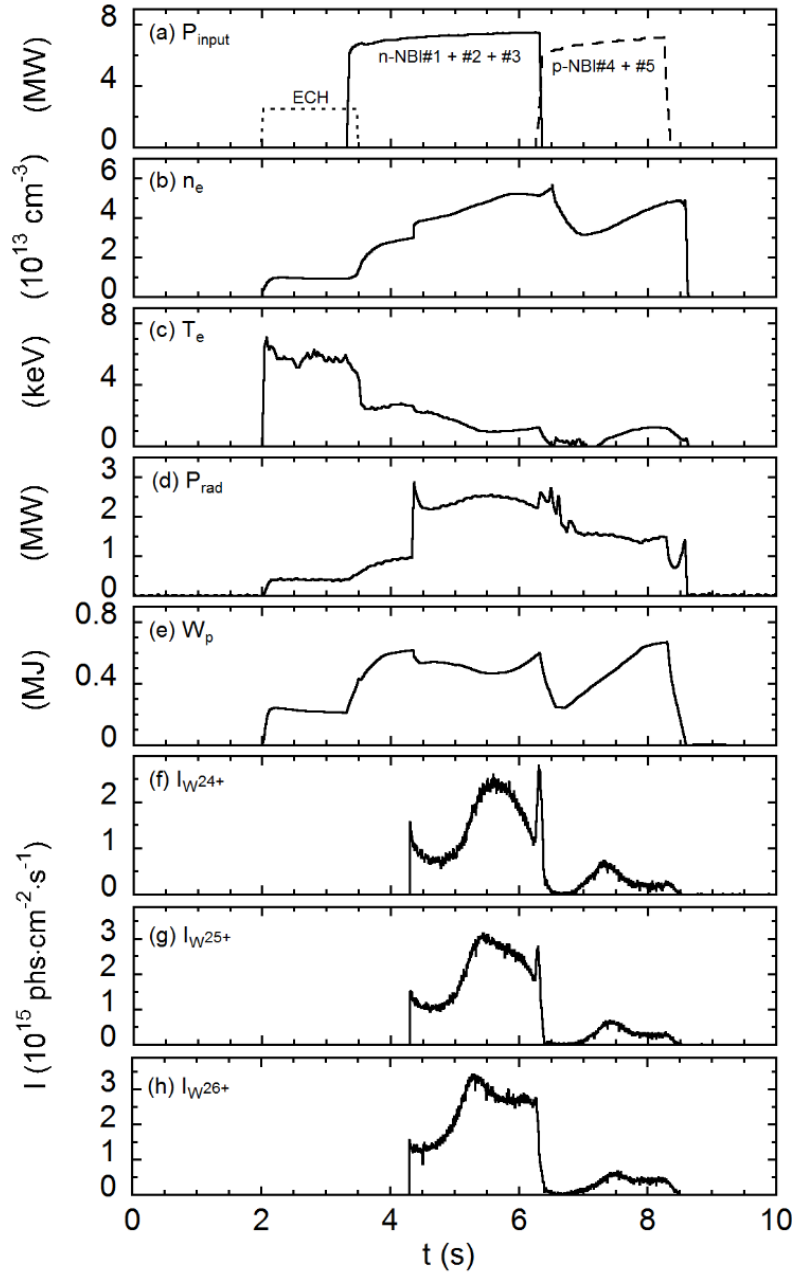 (a) P_input
n-NBI#1 + #2 + #3
p-NBI#4 + #5
ECH
(MW)
8
4
0
(b) n_e
(10^13 cm^-3)
6
4
2
0
(c) T_e
(keV)
8
4
0
(d) P_rad
(MW)
3
2
1
0
(e) W_p
(MJ)
0.8
0.4
0
(f) I_W24+
2
1
0
(g) I_W25+
3
2
1
0
(h) I_W26+
3
2
1
0
I (10^15 phs·cm^-2·s^-1)
0 2 4 6 8 10
t (s)